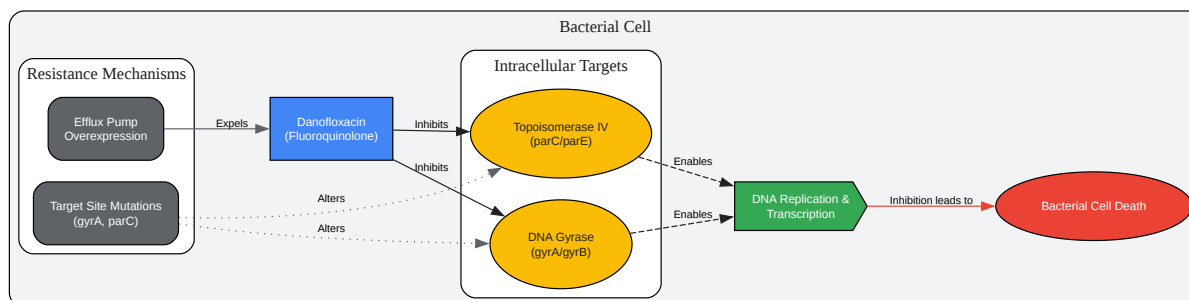 Bacterial Cell
Resistance Mechanisms
Efflux Pump
Overexpression
Target Site Mutations
(gyrA, parC)
Expels
Alters
Alters
Danofloxacin
(Fluoroquinolone)
Inhibits
Inhibits
Intracellular Targets
Topoisomerase IV
(parC/parE)
DNA Gyrase
(gyrA/gyrB)
Enables
Enables
DNA Replication &
Transcription
Inhibition leads to
Bacterial Cell Death